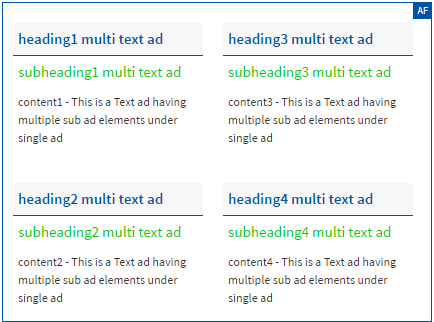 AF
heading1 multi text ad
subheading1 multi text ad
content1 - This is a Text ad having
multiple sub ad elements under
single ad
heading3 multi text ad
subheading3 multi text ad
content3 - This is a Text ad having
multiple sub ad elements under
single ad
heading2 multi text ad
subheading2 multi text ad
content2 - This is a Text ad having
multiple sub ad elements under
single ad
heading4 multi text ad
subheading4 multi text ad
content4 - This is a Text ad having
multiple sub ad elements under
single ad